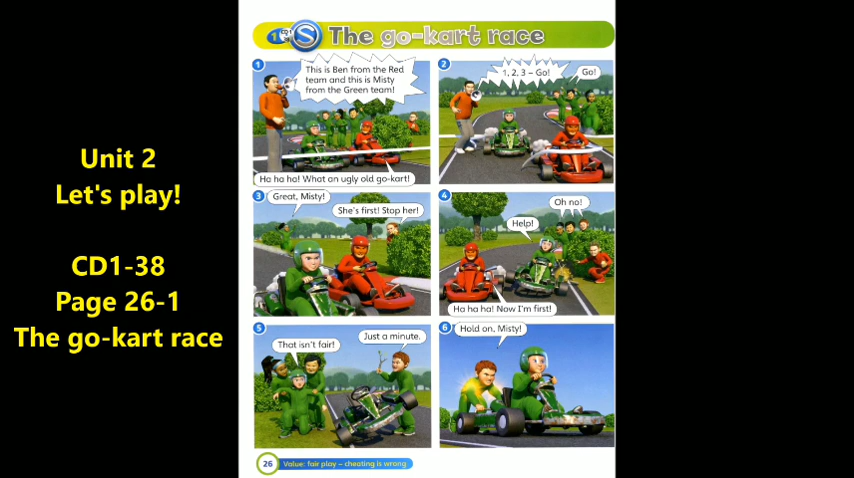 Unit 2
Let's play!
CD1-38
Page 26-1
The go-kart race
1 CD1 S The go-kart race
1
This is Ben from the Red
team and this is Misty
from the Green team!
Ha ha ha! What an ugly old go-kart!
2
1, 2, 3 – Go!
Go!
3
Great, Misty!
She's first! Stop her!
4
Oh no!
Help!
Ha ha ha! Now I'm first!
5
That isn't fair!
Just a minute.
6
Hold on, Misty!
26 Value: fair play – cheating is wrong